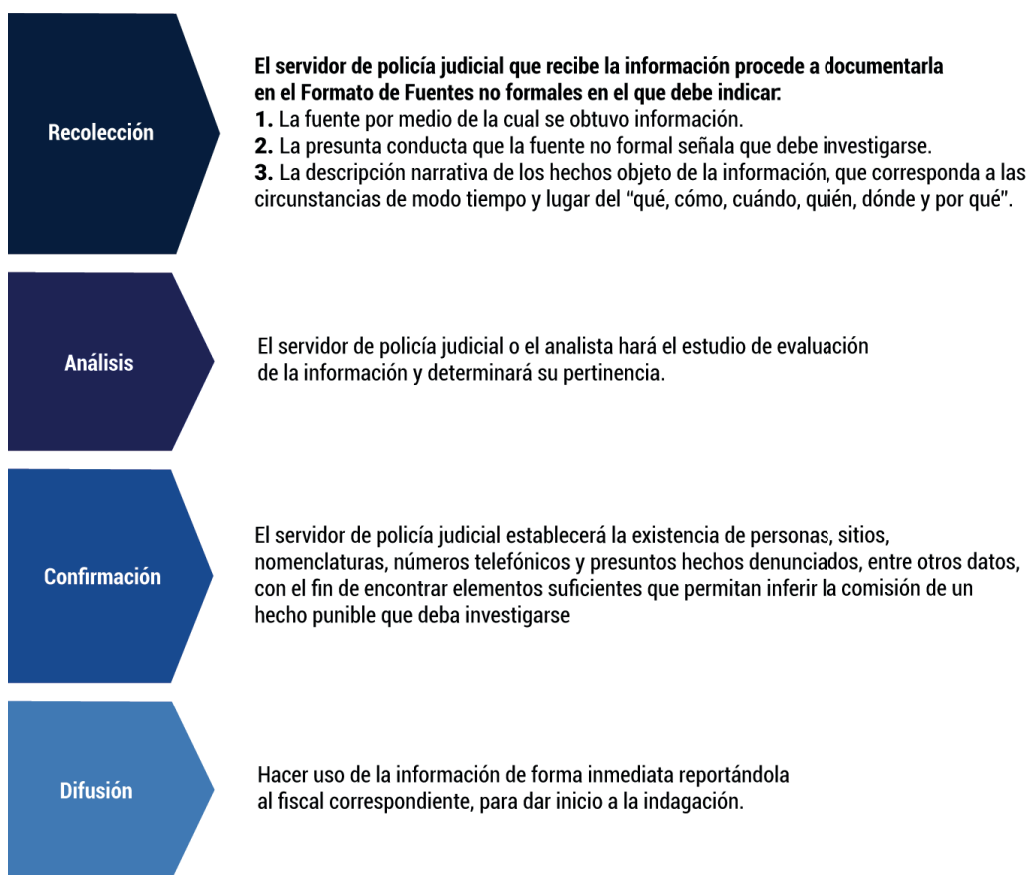 Recolección
El servidor de policía judicial que recibe la información procede a documentarla
en el Formato de Fuentes no formales en el que debe indicar:
1. La fuente por medio de la cual se obtuvo información.
2. La presunta conducta que la fuente no formal señala que debe investigarse.
3. La descripción narrativa de los hechos objeto de la información, que corresponda a las
circunstancias de modo tiempo y lugar del “qué, cómo, cuándo, quién, dónde y por qué”.
Análisis
El servidor de policía judicial o el analista hará el estudio de evaluación
de la información y determinará su pertinencia.
Confirmación
El servidor de policía judicial establecerá la existencia de personas, sitios,
nomenclaturas, números telefónicos y presuntos hechos denunciados, entre otros datos,
con el fin de encontrar elementos suficientes que permitan inferir la comisión de un
hecho punible que deba investigarse
Difusión
Hacer uso de la información de forma inmediata reportándola
al fiscal correspondiente, para dar inicio a la indagación.